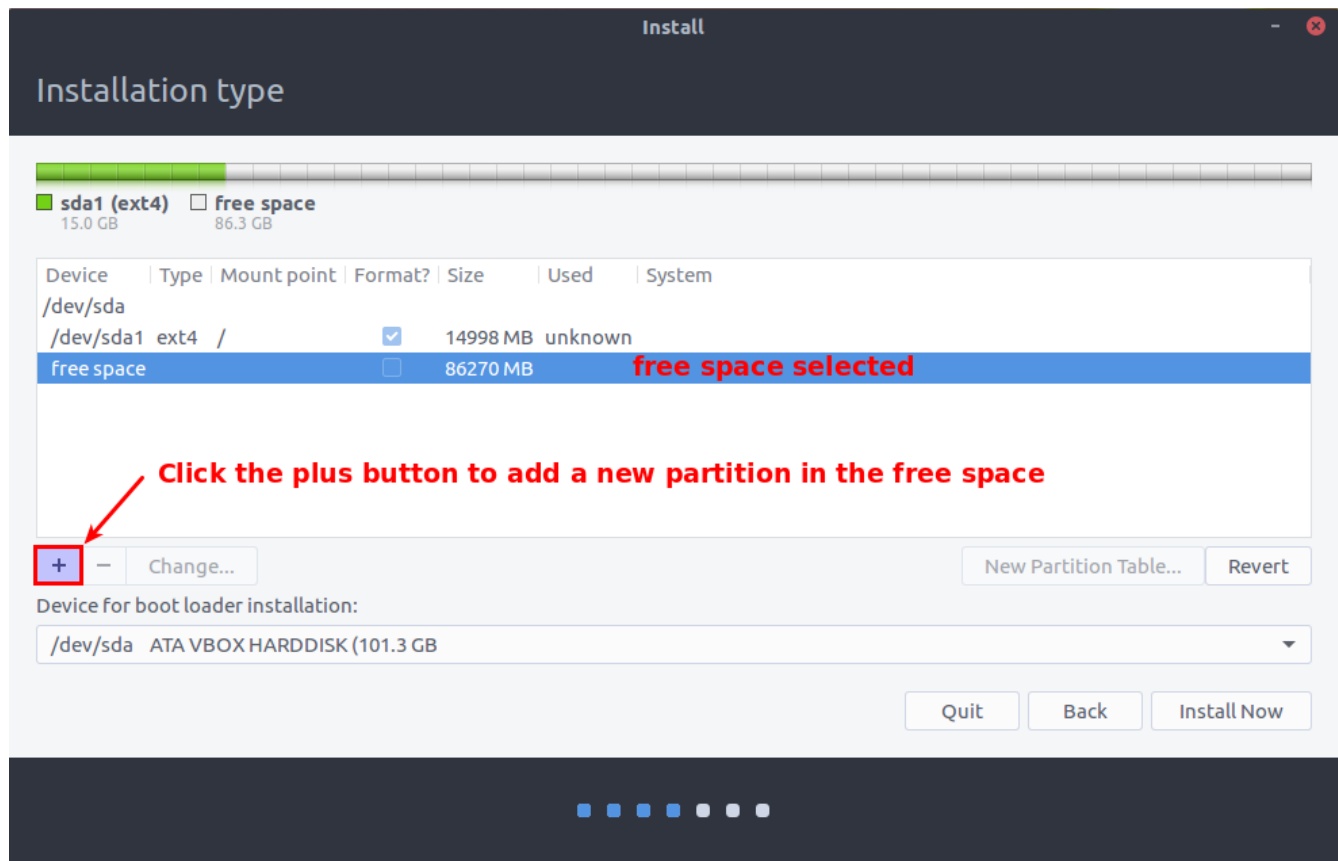 Install
Installation type
sda1 (ext4) free space
15.0 GB 86.3 GB
Device Type Mount point Format? Size Used System
/dev/sda
/dev/sda1 ext4 / 14998 MB unknown
free space 86270 MB free space selected
Click the plus button to add a new partition in the free space
+ − Change... New Partition Table... Revert
Device for boot loader installation:
/dev/sda ATA VBOX HARDDISK (101.3 GB
Quit Back Install Now